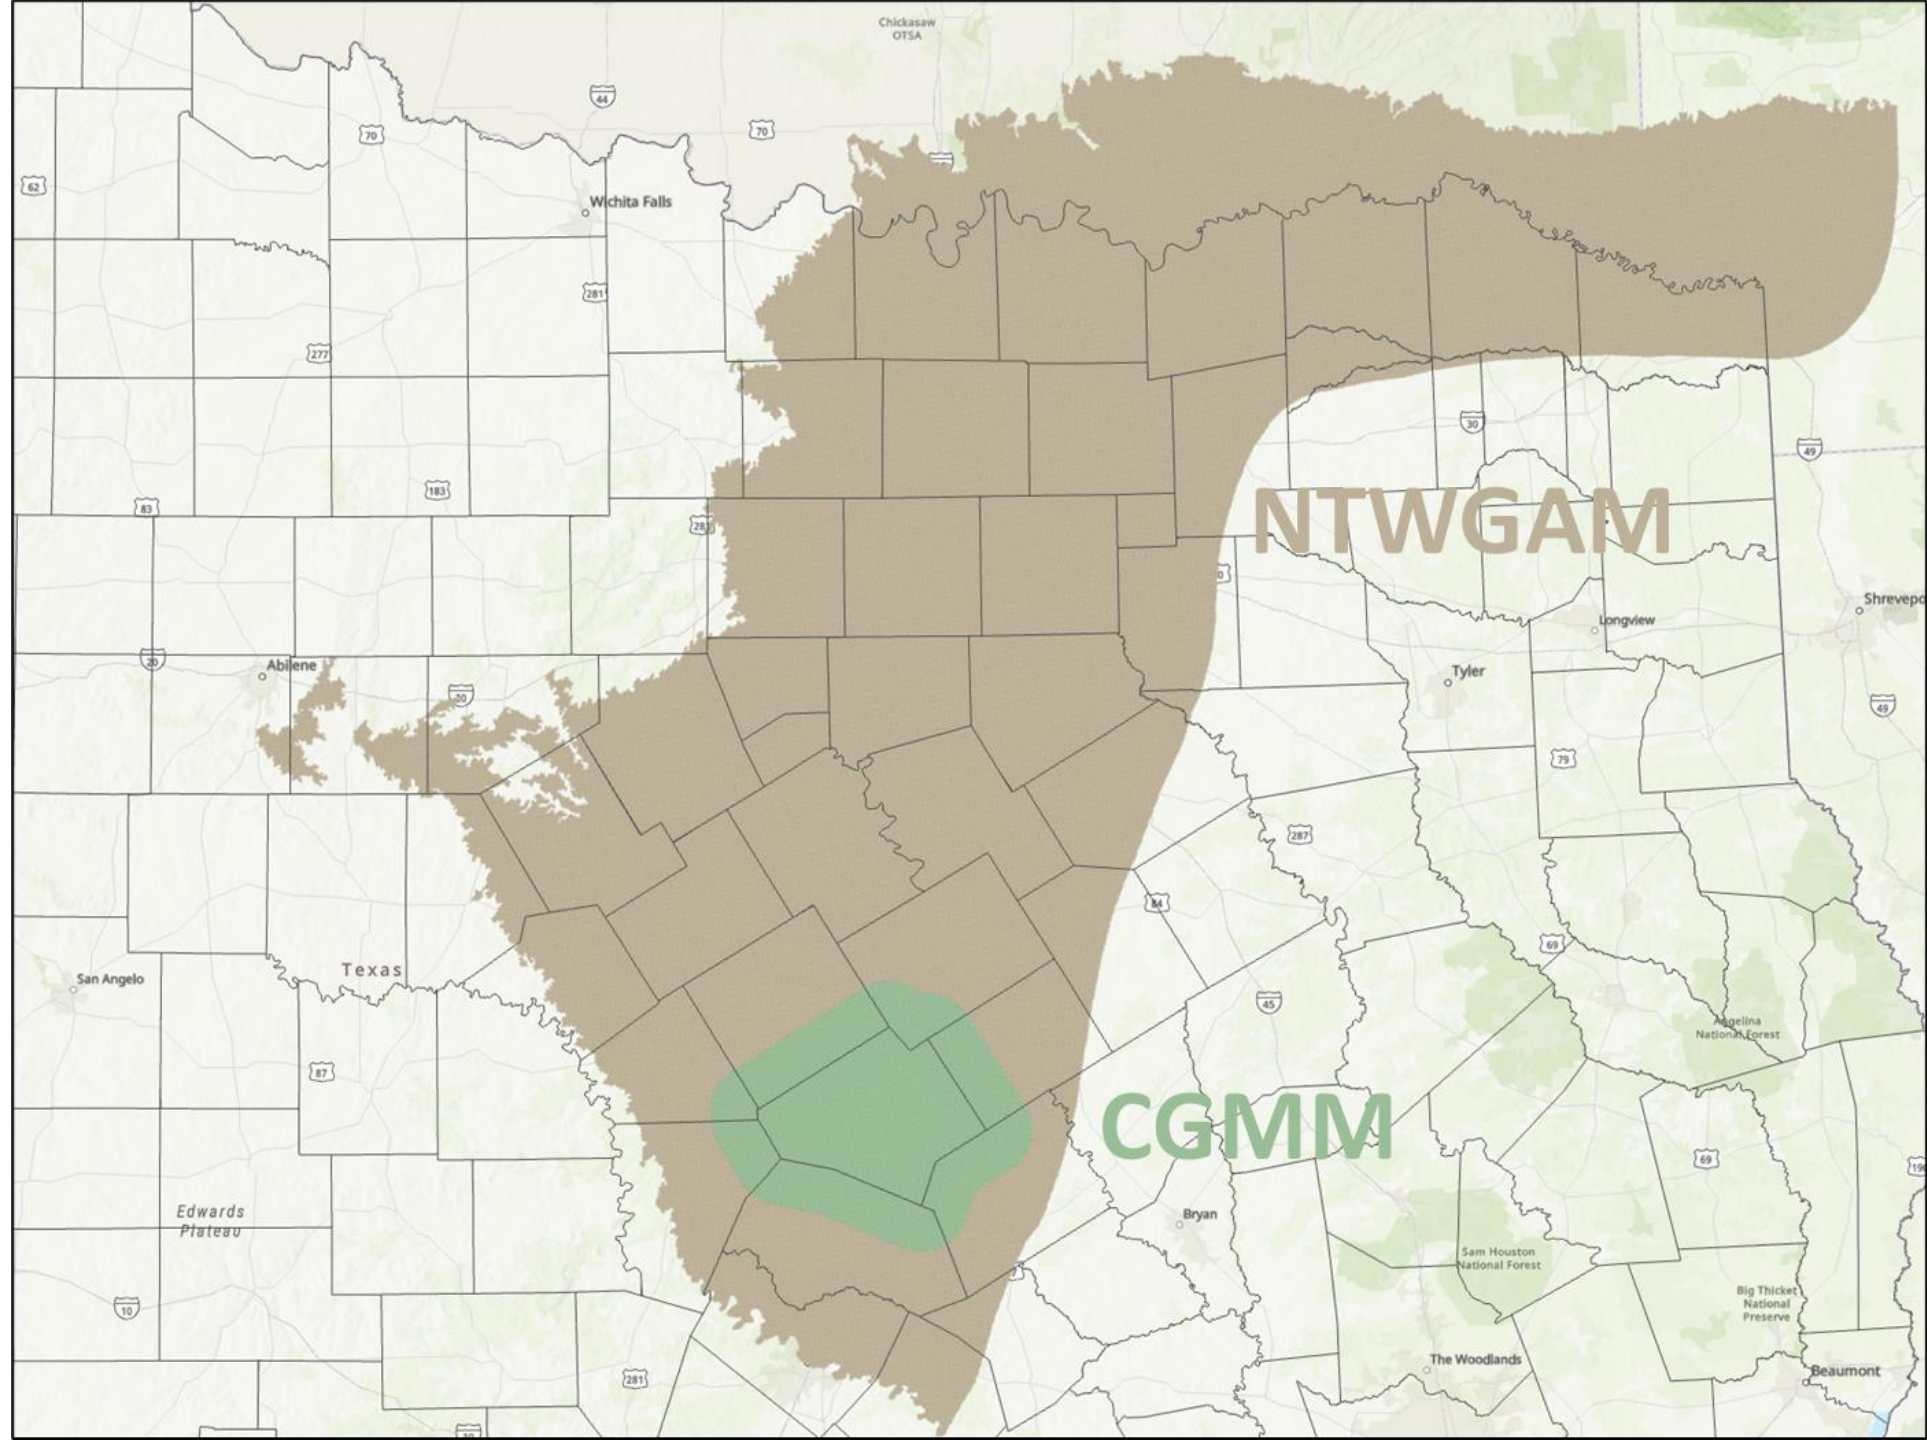 Chickasaw
OTSA
44
70
70
62
Wichita Falls
281
277
30
49
183
83
NTWGAM
Longview
Shrevepo
20
Abilene
Tyler
49
79
287
84
69
San Angelo
Texas
45
Angelina
National Forest
87
CGMM
69
Edwards
Plateau
Bryan
Sam Houston
National Forest
Big Thicket
National
Preserve
10
The Woodlands
Beaumont
281